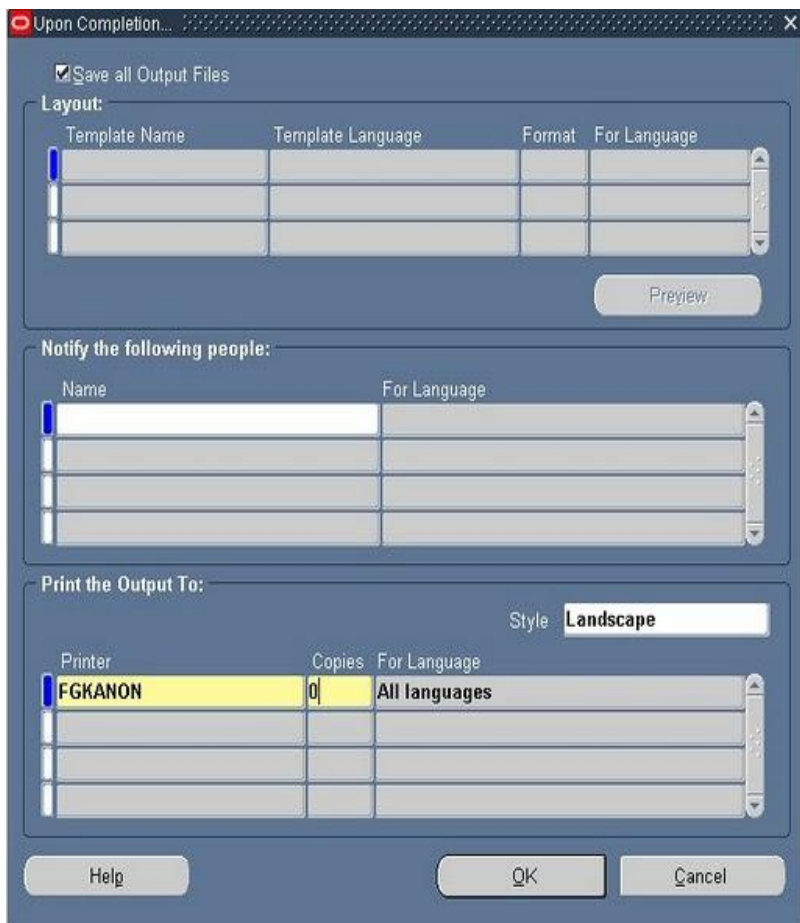 Upon Completion...
Save all Output Files
Layout:
Template Name Template Language Format For Language
Preview
Notify the following people:
Name For Language
Print the Output To:
Style Landscape
Printer Copies For Language
FGKANON 0 All languages
Help OK Cancel